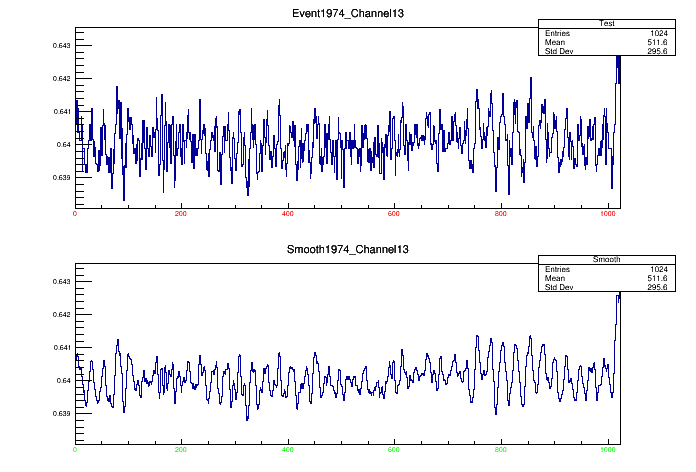 Event1974_Channel13
Test
Entries 1024
Mean 511.6
Std Dev 295.6
0.643
0.642
0.641
0.64
0.639
0 200 400 600 800 1000
Smooth1974_Channel13
Smooth
Entries 1024
Mean 511.6
Std Dev 295.6
0.643
0.642
0.641
0.64
0.639
0 200 400 600 800 1000